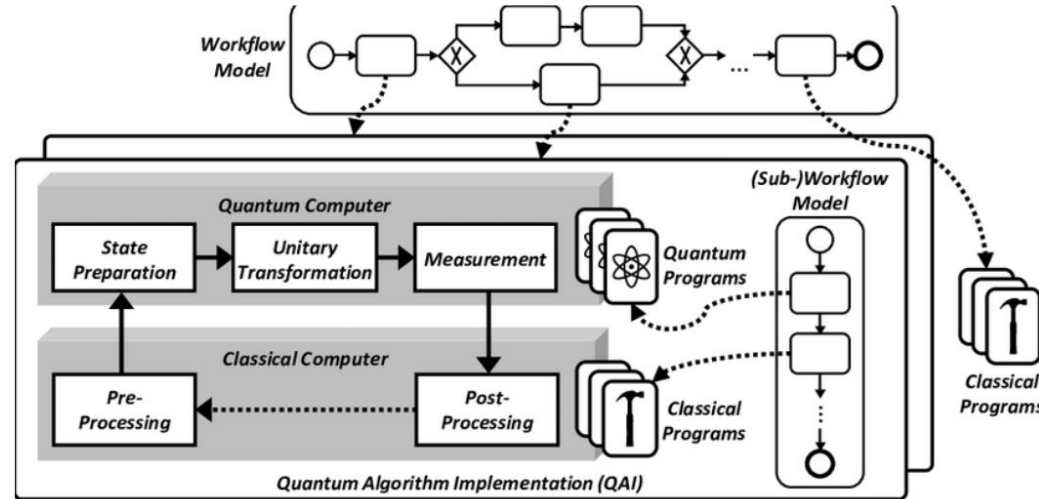 Workflow
Model
X
X
...
(Sub-)Workflow
Model
Quantum Computer
State
Preparation
Unitary
Transformation
Measurement
Quantum
Programs
Classical Computer
Pre-
Processing
Post-
Processing
Classical
Programs
Classical
Programs
Quantum Algorithm Implementation (QAI)